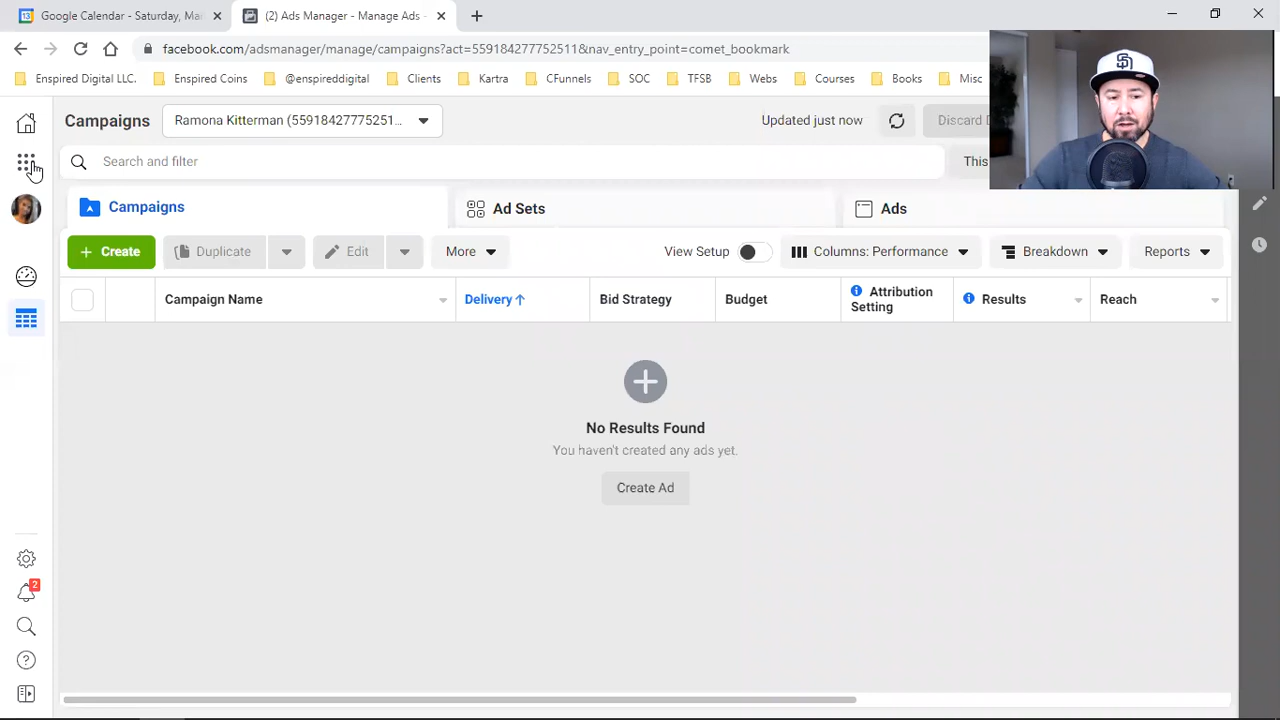 Google Calendar - Saturday, Ma
(2) Ads Manager - Manage Ads -
facebook.com/adsmanager/manage/campaigns?act=559184277752511&nav_entry_point=comet_bookmark
Enspired Digital LLC.
Enspired Coins
@enspireddigital
Clients
Kartra
CFunnels
SOC
TFSB
Webs
Courses
Books
Misc
Campaigns
Ramona Kitterman (55918427775251...
Updated just now
Discard D
Search and filter
This
Campaigns
Ad Sets
Ads
+ Create
Duplicate
Edit
More
View Setup
Columns: Performance
Breakdown
Reports
Campaign Name
Delivery ↑
Bid Strategy
Budget
Attribution
Setting
Results
Reach
No Results Found
You haven't created any ads yet.
Create Ad
2